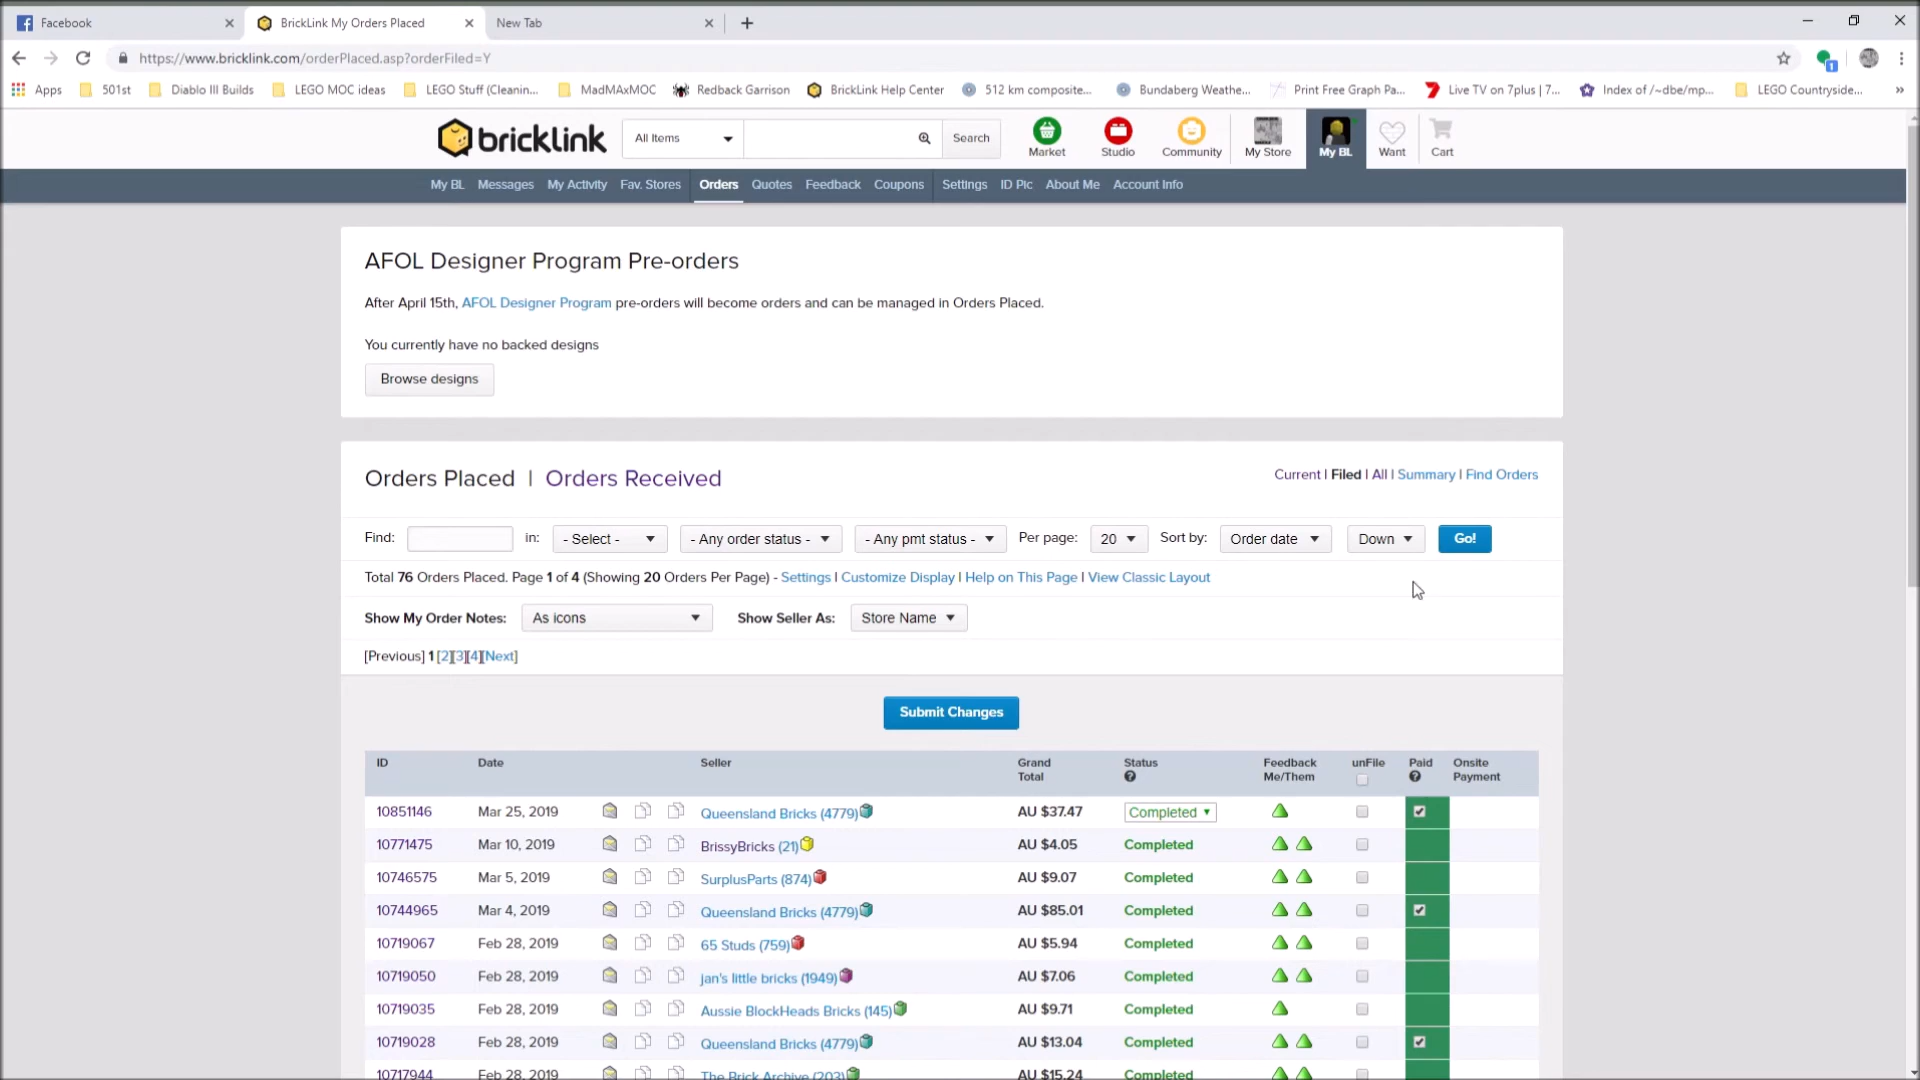 Facebook
BrickLink My Orders Placed
New Tab
https://www.bricklink.com/orderPlaced.asp?orderFiled=Y
1
Apps 501st Diablo III Builds LEGO MOC ideas LEGO Stuff (Cleanin... MadMAxMOC Redback Garrison BrickLink Help Center 512 km composite... Bundaberg Weathe... Print Free Graph Pa... Live TV on 7plus | 7... Index of /~dbe/mp... LEGO Countryside... »
bricklink All Items Search Market Studio Community My Store My BL Want Cart
My BL Messages My Activity Fav. Stores Orders Quotes Feedback Coupons Settings ID Pic About Me Account Info
AFOL Designer Program Pre-orders
After April 15th, AFOL Designer Program pre-orders will become orders and can be managed in Orders Placed.
You currently have no backed designs
Browse designs
Orders Placed | Orders Received
Current | Filed | All | Summary | Find Orders
Find: in: - Select - - Any order status - - Any pmt status - Per page: 20 Sort by: Order date Down Go!
Total 76 Orders Placed. Page 1 of 4 (Showing 20 Orders Per Page) - Settings | Customize Display | Help on This Page | View Classic Layout
Show My Order Notes: As icons Show Seller As: Store Name
[Previous] 1 [2][3][4][Next]
Submit Changes
ID Date Seller Grand Total Status Feedback Me/Them unFile Paid Onsite Payment
10851146 Mar 25, 2019 Queensland Bricks (4779) AU $37.47 Completed
10771475 Mar 10, 2019 BrissyBricks (21) AU $4.05 Completed
10746575 Mar 5, 2019 SurplusParts (874) AU $9.07 Completed
10744965 Mar 4, 2019 Queensland Bricks (4779) AU $85.01 Completed
10719067 Feb 28, 2019 65 Studs (759) AU $5.94 Completed
10719050 Feb 28, 2019 jan's little bricks (1949) AU $7.06 Completed
10719035 Feb 28, 2019 Aussie BlockHeads Bricks (145) AU $9.71 Completed
10719028 Feb 28, 2019 Queensland Bricks (4779) AU $13.04 Completed
10717944 Feb 28, 2019 The Brick Archive (203) AU $15.24 Completed